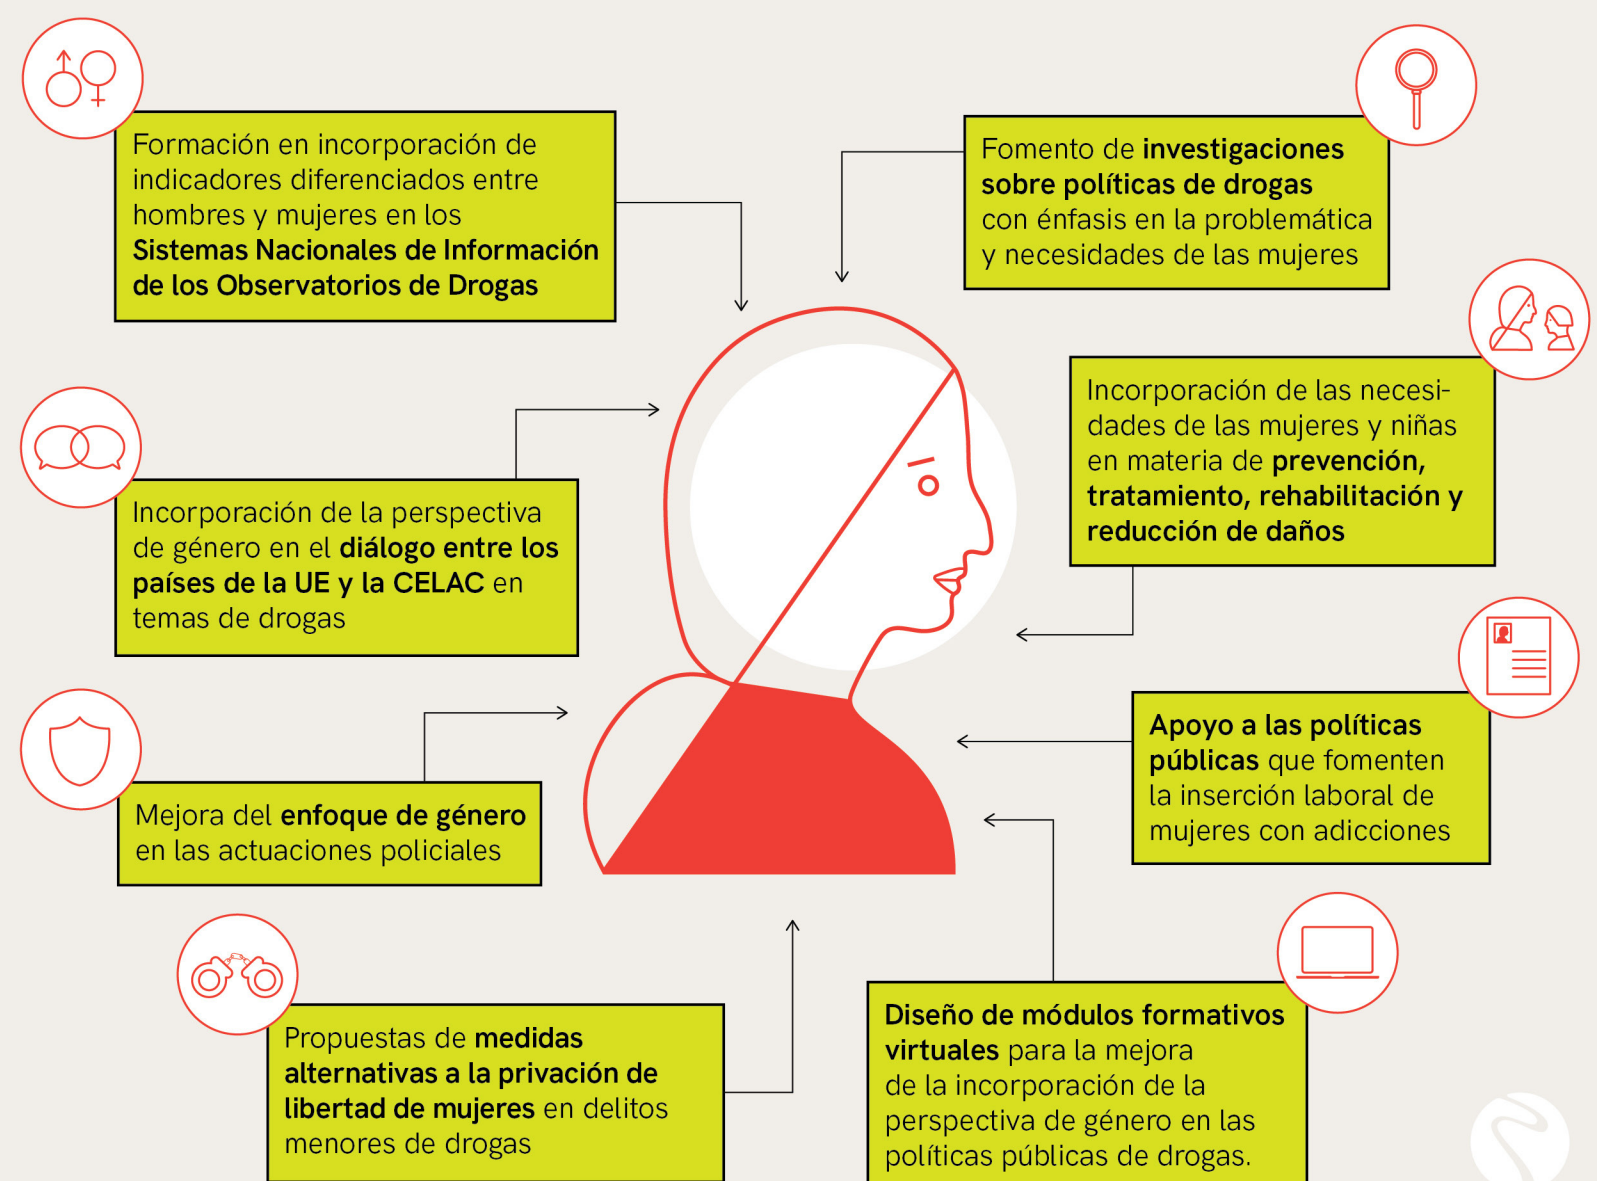 Formación en incorporación de
indicadores diferenciados entre
hombres y mujeres en los
Sistemas Nacionales de Información
de los Observatorios de Drogas
Fomento de investigaciones
sobre políticas de drogas
con énfasis en la problemática
y necesidades de las mujeres
Incorporación de la perspectiva
de género en el diálogo entre los
países de la UE y la CELAC en
temas de drogas
Incorporación de las necesi-
dades de las mujeres y niñas
en materia de prevención,
tratamiento, rehabilitación y
reducción de daños
Mejora del enfoque de género
en las actuaciones policiales
Apoyo a las políticas
públicas que fomenten
la inserción laboral de
mujeres con adicciones
Propuestas de medidas
alternativas a la privación de
libertad de mujeres en delitos
menores de drogas
Diseño de módulos formativos
virtuales para la mejora
de la incorporación de la
perspectiva de género en las
políticas públicas de drogas.